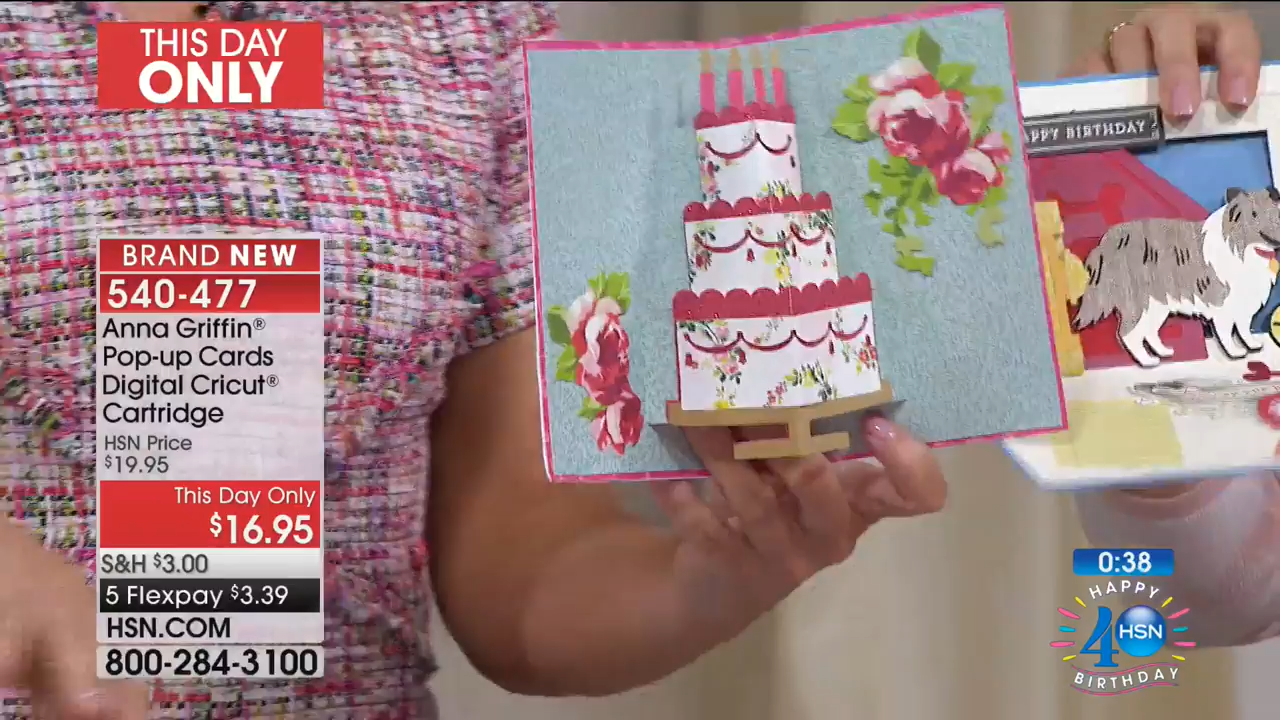 THIS DAY
ONLY
BRAND NEW
540-477
Anna Griffin®
Pop-up Cards
Digital Cricut®
Cartridge
HSN Price
$19.95
This Day Only
$16.95
S&H $3.00
5 Flexpay $3.39
HSN.COM
800-284-3100
PPY BIRTHDAY
0:38
HAPPY
40
HSN
BIRTHDAY